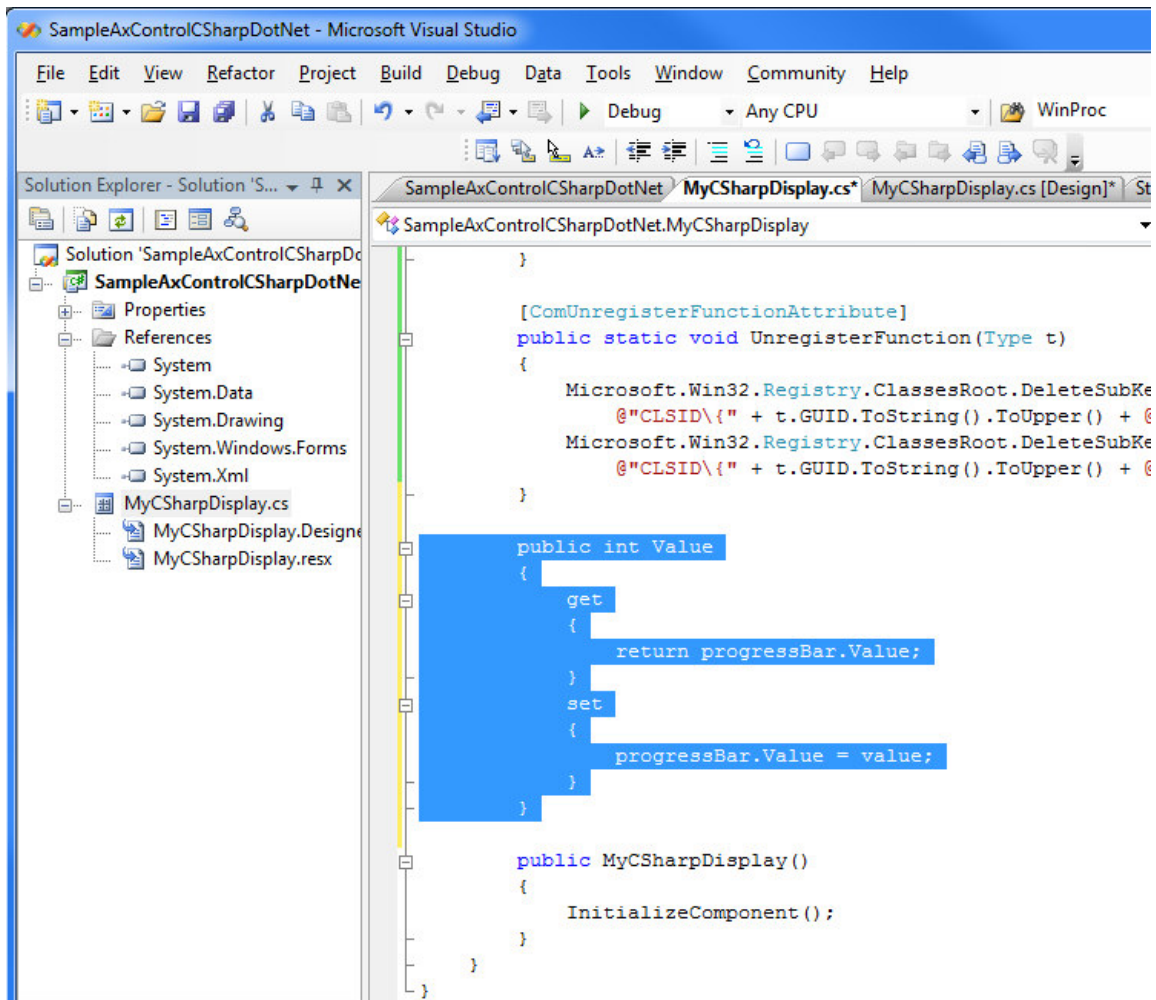 SampleAxControlCSharpDotNet - Microsoft Visual Studio
File Edit View Refactor Project Build Debug Data Tools Window Community Help
Debug Any CPU WinProc
Solution Explorer - Solution 'S...
SampleAxControlCSharpDotNet MyCSharpDisplay.cs* MyCSharpDisplay.cs [Design]* St
SampleAxControlCSharpDotNet.MyCSharpDisplay
Solution 'SampleAxControlCSharpDo
SampleAxControlCSharpDotNe
Properties
References
System
System.Data
System.Drawing
System.Windows.Forms
System.Xml
MyCSharpDisplay.cs
MyCSharpDisplay.Designe
MyCSharpDisplay.resx
}
[ComUnregisterFunctionAttribute]
public static void UnregisterFunction(Type t)
{
Microsoft.Win32.Registry.ClassesRoot.DeleteSubKe
@"CLSID\{" + t.GUID.ToString().ToUpper() + @
Microsoft.Win32.Registry.ClassesRoot.DeleteSubKe
@"CLSID\{" + t.GUID.ToString().ToUpper() + @
}
public int Value
{
get
{
return progressBar.Value;
}
set
{
progressBar.Value = value;
}
}
public MyCSharpDisplay()
{
InitializeComponent();
}
}
}